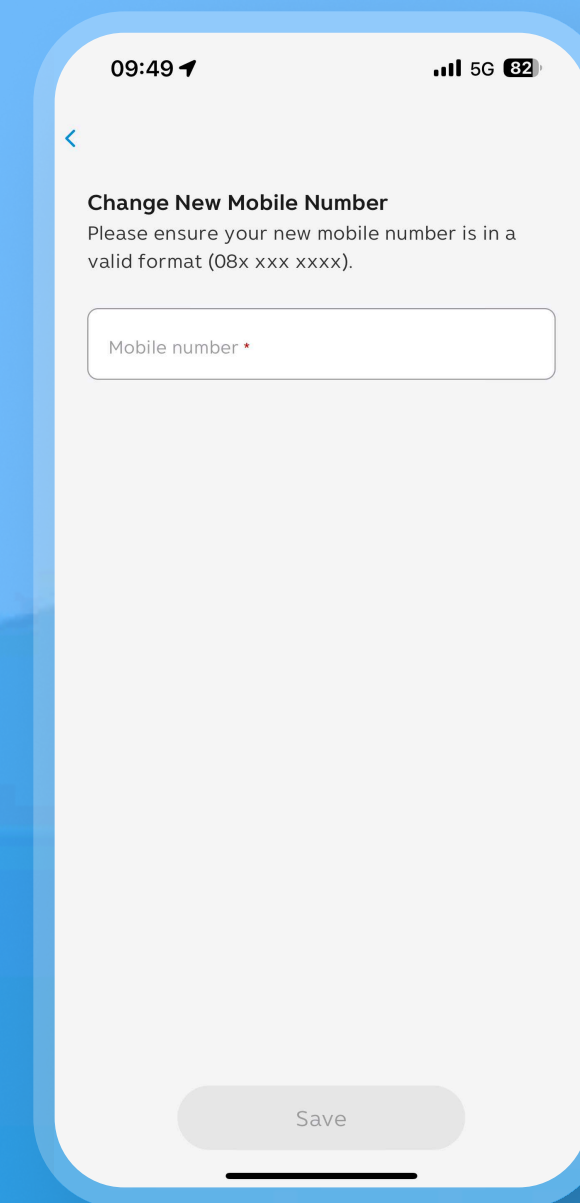 09:49 5G 82
Change New Mobile Number
Please ensure your new mobile number is in a
valid format (08x xxx xxxx).
Mobile number *
Save